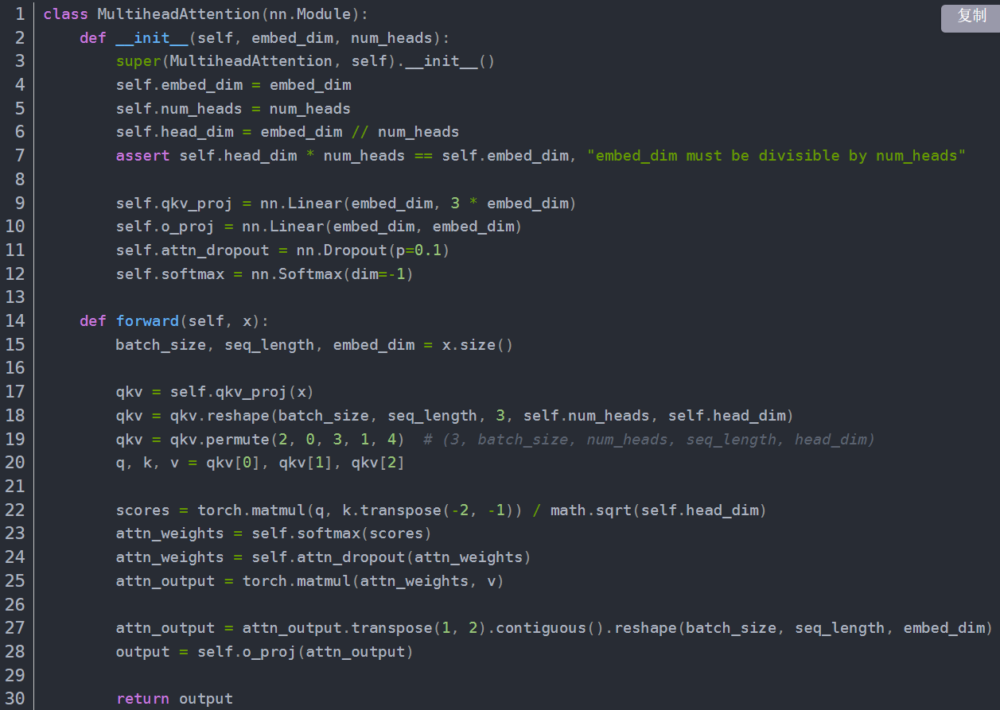 复制
1 class MultiheadAttention(nn.Module):
2     def __init__(self, embed_dim, num_heads):
3         super(MultiheadAttention, self).__init__()
4         self.embed_dim = embed_dim
5         self.num_heads = num_heads
6         self.head_dim = embed_dim // num_heads
7         assert self.head_dim * num_heads == self.embed_dim, "embed_dim must be divisible by num_heads"
8
9         self.qkv_proj = nn.Linear(embed_dim, 3 * embed_dim)
10         self.o_proj = nn.Linear(embed_dim, embed_dim)
11         self.attn_dropout = nn.Dropout(p=0.1)
12         self.softmax = nn.Softmax(dim=-1)
13
14     def forward(self, x):
15         batch_size, seq_length, embed_dim = x.size()
16
17         qkv = self.qkv_proj(x)
18         qkv = qkv.reshape(batch_size, seq_length, 3, self.num_heads, self.head_dim)
19         qkv = qkv.permute(2, 0, 3, 1, 4)  # (3, batch_size, num_heads, seq_length, head_dim)
20         q, k, v = qkv[0], qkv[1], qkv[2]
21
22         scores = torch.matmul(q, k.transpose(-2, -1)) / math.sqrt(self.head_dim)
23         attn_weights = self.softmax(scores)
24         attn_weights = self.attn_dropout(attn_weights)
25         attn_output = torch.matmul(attn_weights, v)
26
27         attn_output = attn_output.transpose(1, 2).contiguous().reshape(batch_size, seq_length, embed_dim)
28         output = self.o_proj(attn_output)
29
30         return output